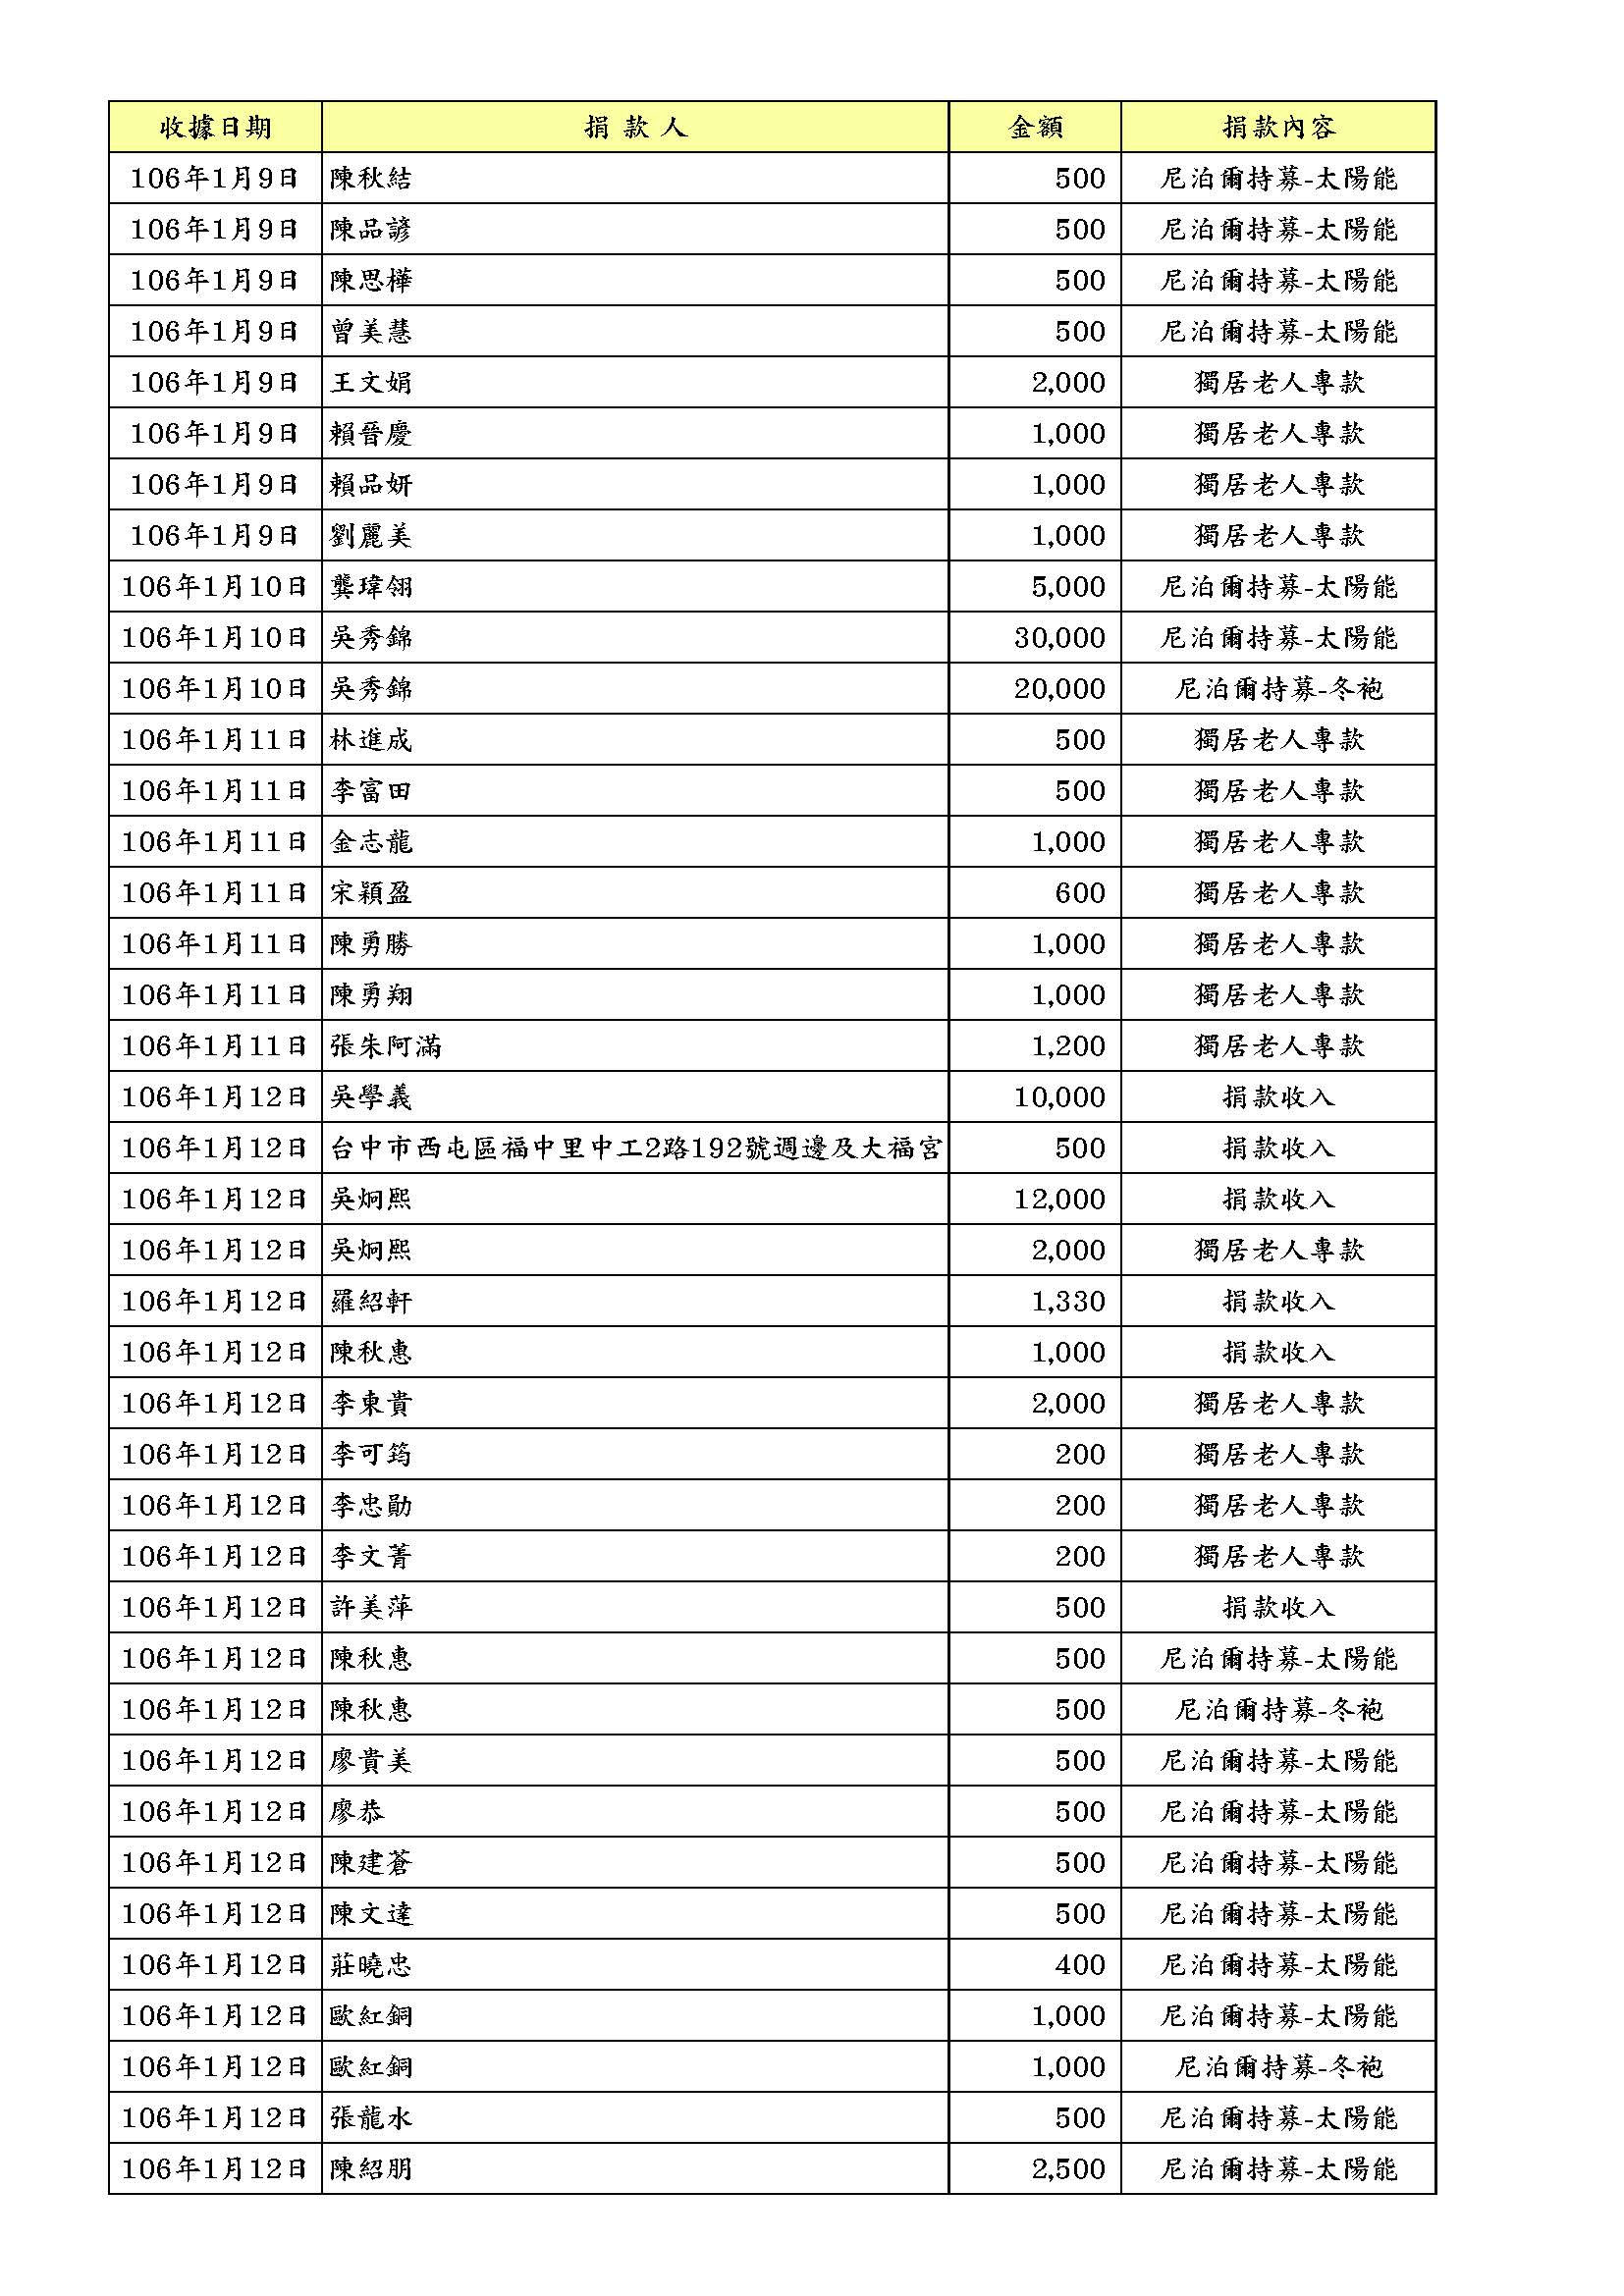 收據日期 捐 款 人 金額 捐款內容
106年1月9日 陳秋結 500 尼泊爾持募-太陽能
106年1月9日 陳品諺 500 尼泊爾持募-太陽能
106年1月9日 陳思樺 500 尼泊爾持募-太陽能
106年1月9日 曾美慧 500 尼泊爾持募-太陽能
106年1月9日 王文娟 2,000 獨居老人專款
106年1月9日 賴晉慶 1,000 獨居老人專款
106年1月9日 賴品妍 1,000 獨居老人專款
106年1月9日 劉麗美 1,000 獨居老人專款
106年1月10日 龔瑋翎 5,000 尼泊爾持募-太陽能
106年1月10日 吳秀錦 30,000 尼泊爾持募-太陽能
106年1月10日 吳秀錦 20,000 尼泊爾持募-冬袍
106年1月11日 林進成 500 獨居老人專款
106年1月11日 李富田 500 獨居老人專款
106年1月11日 金志龍 1,000 獨居老人專款
106年1月11日 宋穎盈 600 獨居老人專款
106年1月11日 陳勇勝 1,000 獨居老人專款
106年1月11日 陳勇翔 1,000 獨居老人專款
106年1月11日 張朱阿滿 1,200 獨居老人專款
106年1月12日 吳學義 10,000 捐款收入
106年1月12日 台中市西屯區福中里中工2路192號週邊及大福宮 500 捐款收入
106年1月12日 吳炯熙 12,000 捐款收入
106年1月12日 吳炯熙 2,000 獨居老人專款
106年1月12日 羅紹軒 1,330 捐款收入
106年1月12日 陳秋惠 1,000 捐款收入
106年1月12日 李東貴 2,000 獨居老人專款
106年1月12日 李可筠 200 獨居老人專款
106年1月12日 李忠勛 200 獨居老人專款
106年1月12日 李文菁 200 獨居老人專款
106年1月12日 許美萍 500 捐款收入
106年1月12日 陳秋惠 500 尼泊爾持募-太陽能
106年1月12日 陳秋惠 500 尼泊爾持募-冬袍
106年1月12日 廖貴美 500 尼泊爾持募-太陽能
106年1月12日 廖恭 500 尼泊爾持募-太陽能
106年1月12日 陳建蒼 500 尼泊爾持募-太陽能
106年1月12日 陳文達 500 尼泊爾持募-太陽能
106年1月12日 莊曉忠 400 尼泊爾持募-太陽能
106年1月12日 歐紅銅 1,000 尼泊爾持募-太陽能
106年1月12日 歐紅銅 1,000 尼泊爾持募-冬袍
106年1月12日 張龍水 500 尼泊爾持募-太陽能
106年1月12日 陳紹朋 2,500 尼泊爾持募-太陽能